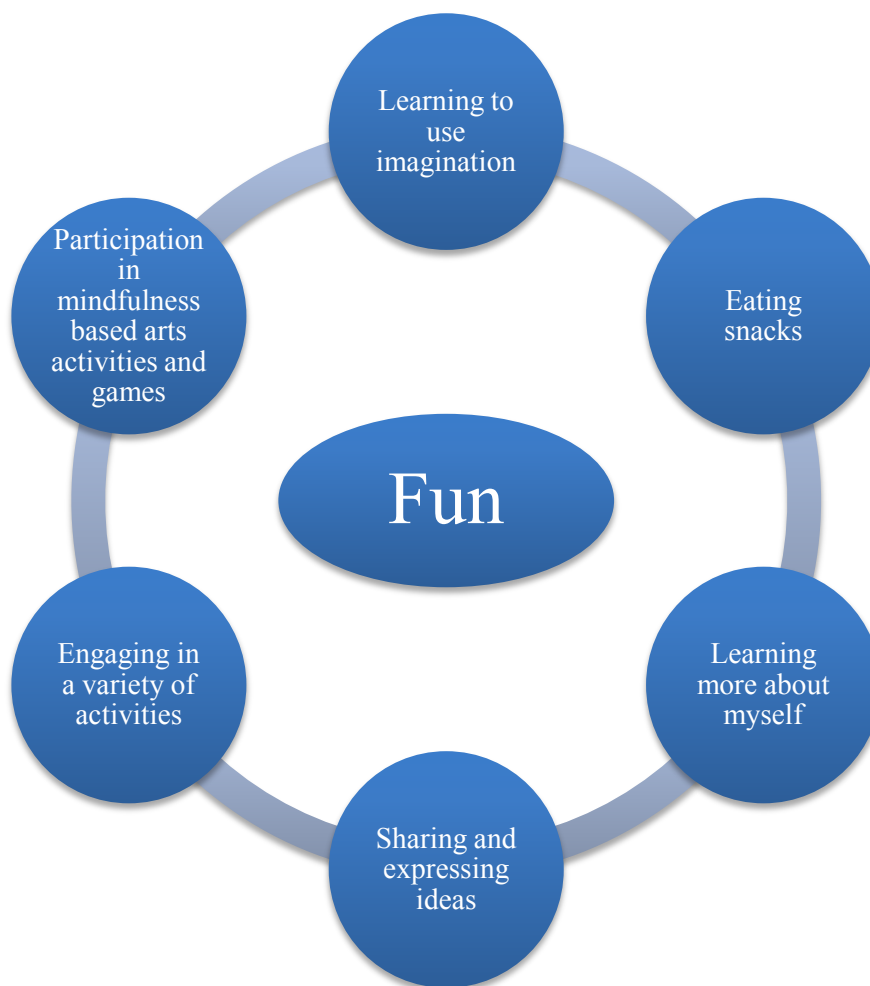 Learning to
use
imagination
Eating
snacks
Learning
more about
myself
Sharing and
expressing
ideas
Engaging in
a variety of
activities
Participation
in
mindfulness
based arts
activities and
games
Fun